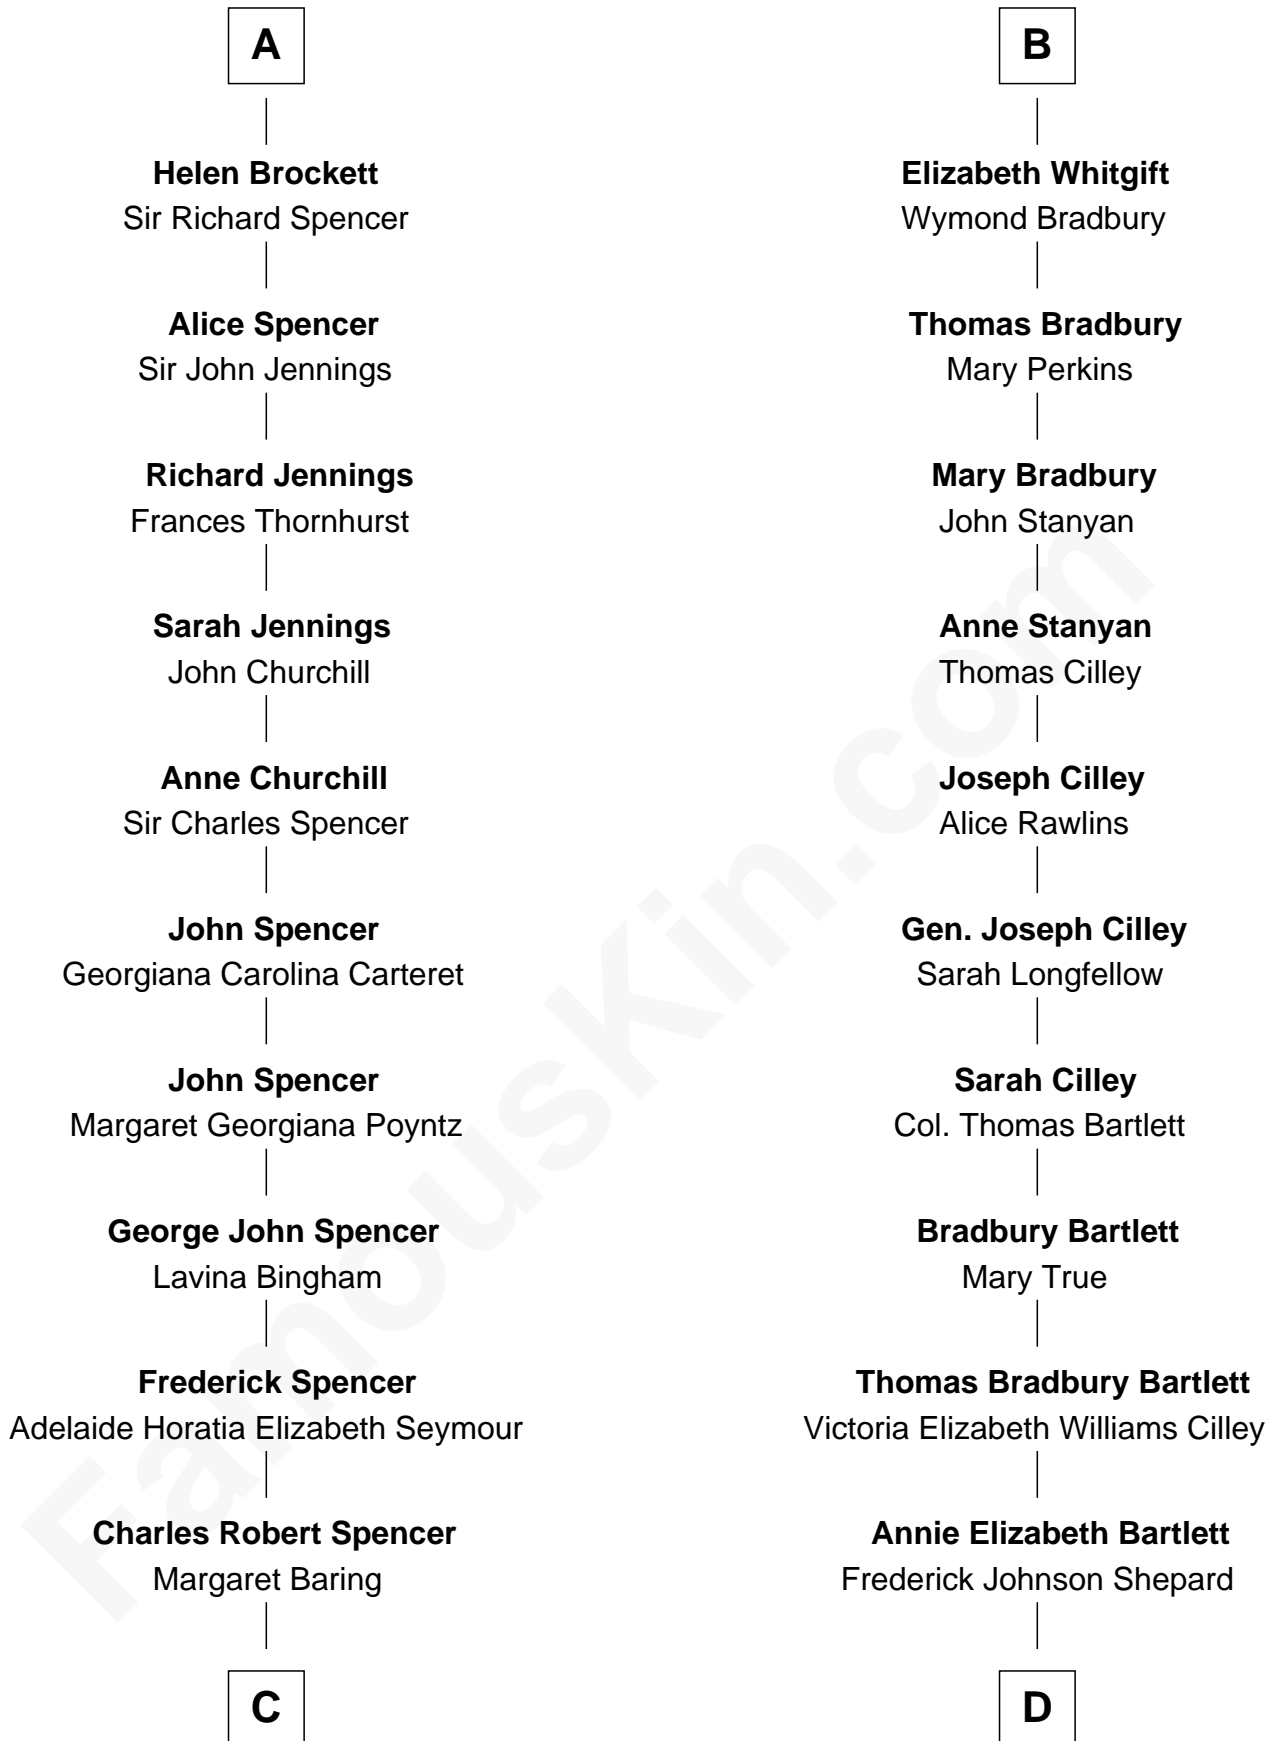 A
Helen Brockett
Sir Richard Spencer
Alice Spencer
Sir John Jennings
Richard Jennings
Frances Thornhurst
Sarah Jennings
John Churchill
Anne Churchill
Sir Charles Spencer
John Spencer
Georgiana Carolina Carteret
John Spencer
Margaret Georgiana Poyntz
George John Spencer
Lavina Bingham
Frederick Spencer
Adelaide Horatia Elizabeth Seymour
Charles Robert Spencer
Margaret Baring
C
B
Elizabeth Whitgift
Wymond Bradbury
Thomas Bradbury
Mary Perkins
Mary Bradbury
John Stanyan
Anne Stanyan
Thomas Cilley
Joseph Cilley
Alice Rawlins
Gen. Joseph Cilley
Sarah Longfellow
Sarah Cilley
Col. Thomas Bartlett
Bradbury Bartlett
Mary True
Thomas Bradbury Bartlett
Victoria Elizabeth Williams Cilley
Annie Elizabeth Bartlett
Frederick Johnson Shepard
D
FamousKin.com